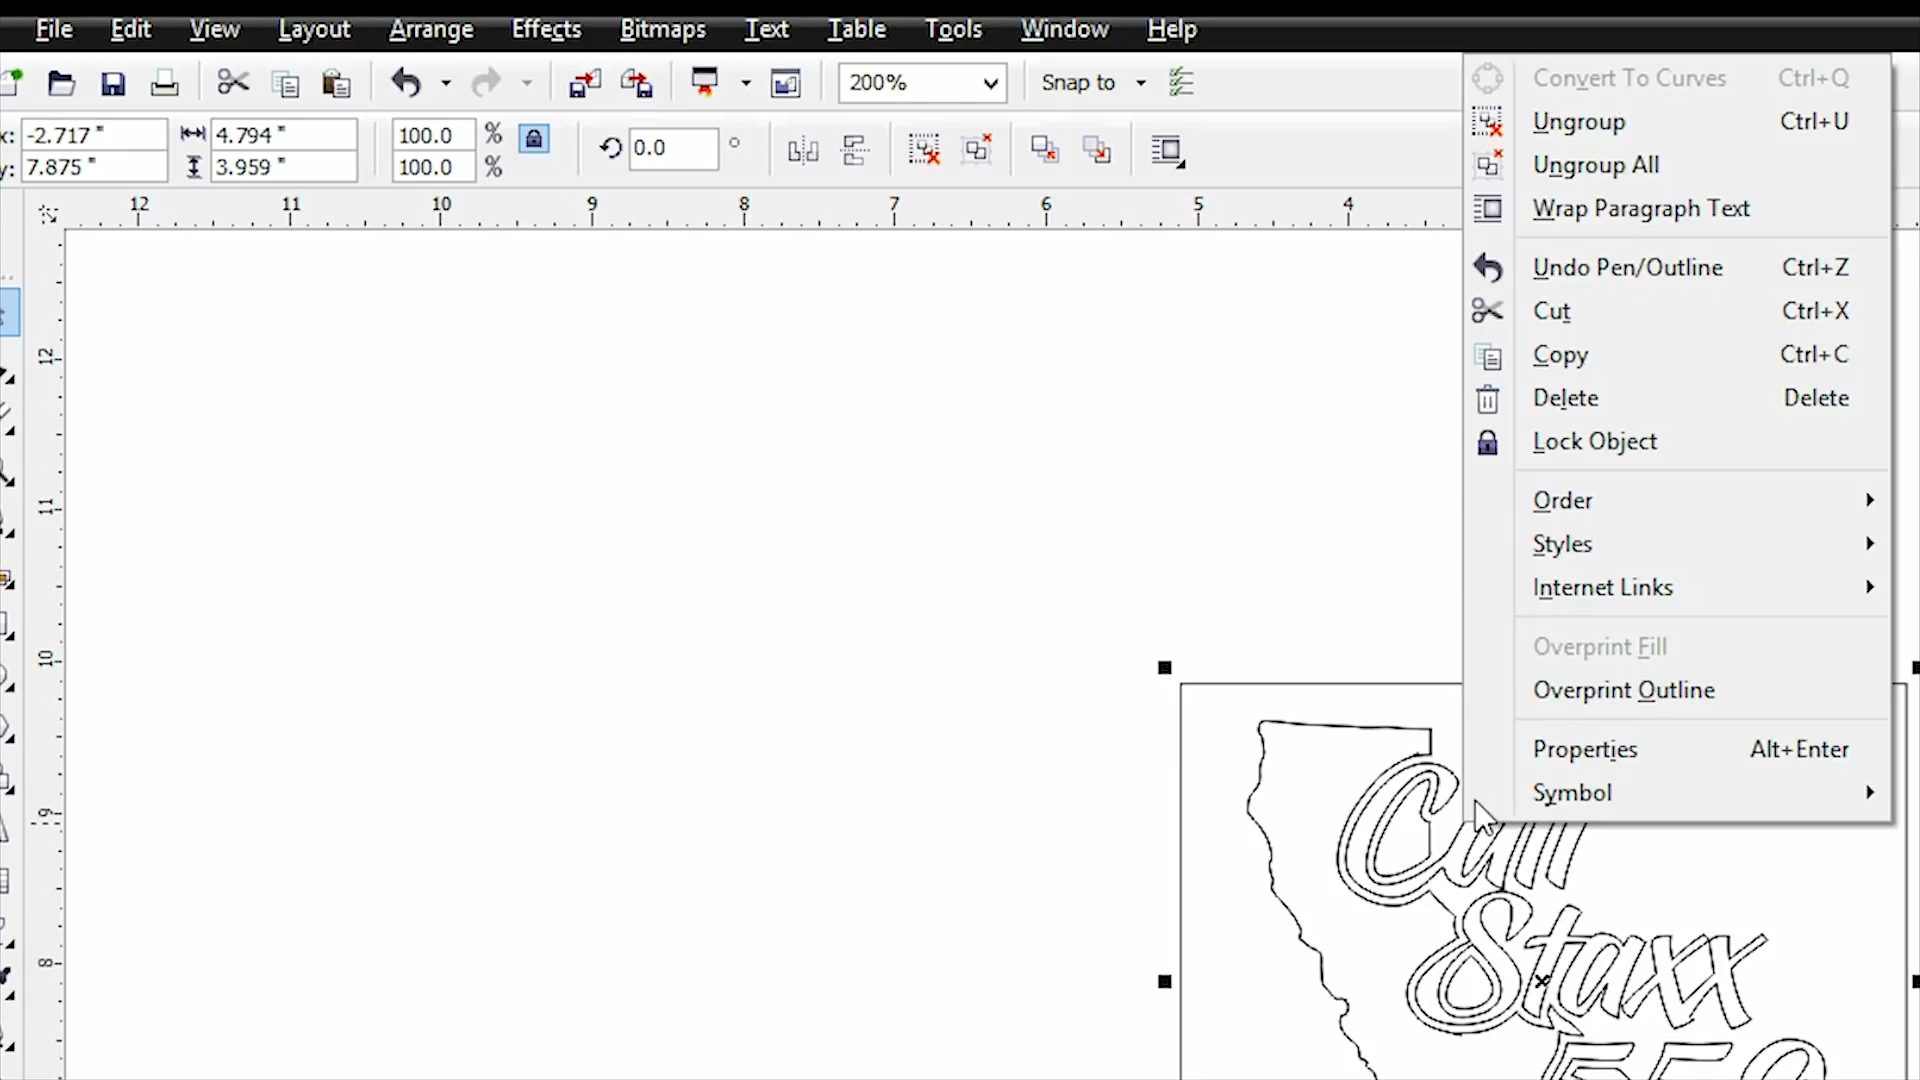 File Edit View Layout Arrange Effects Bitmaps Text Table Tools Window Help
200% Snap to
x: -2.717 " 4.794 " 100.0 %
y: 7.875 " 3.959 " 100.0 % 0.0 °
12 11 10 9 8 7 6 5 4
12
11
10
9
8
Convert To Curves Ctrl+Q
Ungroup Ctrl+U
Ungroup All
Wrap Paragraph Text
Undo Pen/Outline Ctrl+Z
Cut Ctrl+X
Copy Ctrl+C
Delete Delete
Lock Object
Order
Styles
Internet Links
Overprint Fill
Overprint Outline
Properties Alt+Enter
Symbol
Staxx